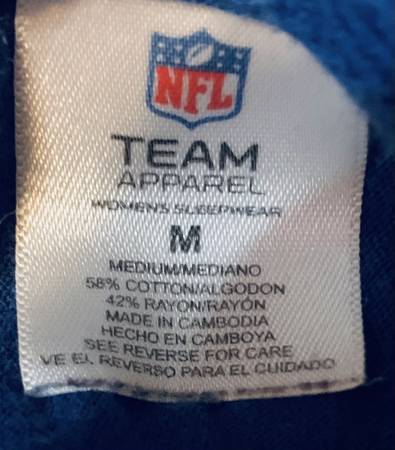 NFL
TEAM
APPAREL
WOMEN'S SLEEPWEAR
M
MEDIUM/MEDIANO
58% COTTON/ALGODON
42% RAYON/RAYÓN
MADE IN CAMBODIA
HECHO EN CAMBOYA
SEE REVERSE FOR CARE
VE EL REVERSO PARA EL CUIDADO